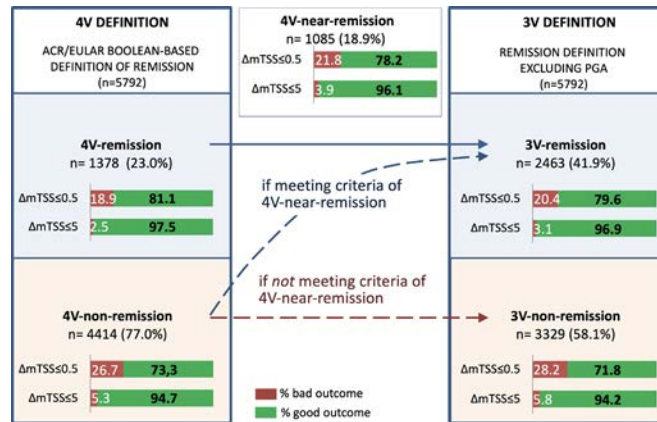 4V DEFINITION
ACR/EULAR BOOLEAN-BASED
DEFINITION OF REMISSION
(n=5792)
4V-near-remission
n= 1085 (18.9%)
ΔmTSS≤0.5 21.8 78.2
ΔmTSS≤5 3.9 96.1
3V DEFINITION
REMISSION DEFINITION
EXCLUDING PGA
(n=5792)
4V-remission
n= 1378 (23.0%)
ΔmTSS≤0.5 18.9 81.1
ΔmTSS≤5 2.5 97.5
3V-remission
n= 2463 (41.9%)
ΔmTSS≤0.5 20.4 79.6
ΔmTSS≤5 3.1 96.9
if meeting criteria of
4V-near-remission
if not meeting criteria of
4V-near-remission
4V-non-remission
n= 4414 (77.0%)
ΔmTSS≤0.5 26.7 73,3
ΔmTSS≤5 5.3 94.7
3V-non-remission
n= 3329 (58.1%)
ΔmTSS≤0.5 28.2 71.8
ΔmTSS≤5 5.8 94.2
% bad outcome
% good outcome